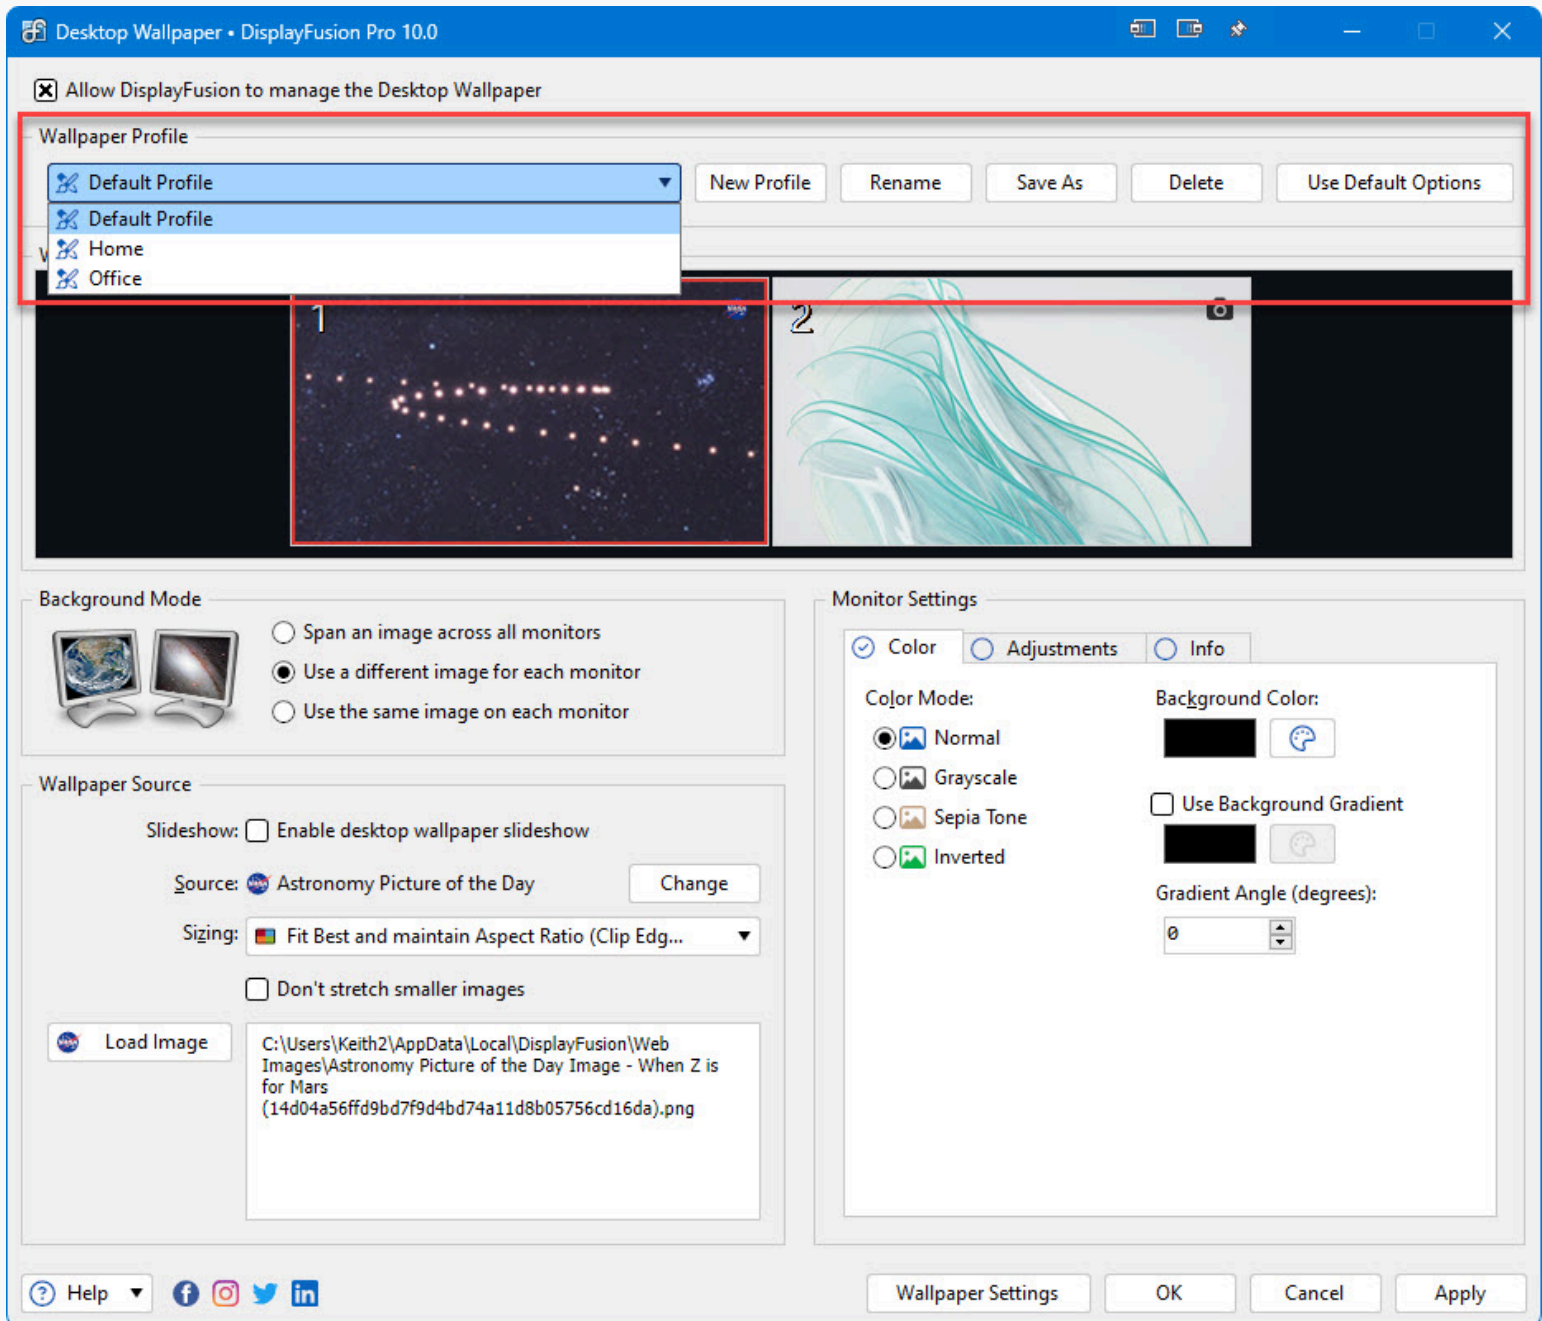 Desktop Wallpaper • DisplayFusion Pro 10.0
Allow DisplayFusion to manage the Desktop Wallpaper
Wallpaper Profile
Default Profile
New Profile
Rename
Save As
Delete
Use Default Options
Default Profile
Home
Office
1
2
Background Mode
Span an image across all monitors
Use a different image for each monitor
Use the same image on each monitor
Monitor Settings
Color
Adjustments
Info
Color Mode:
Normal
Grayscale
Sepia Tone
Inverted
Background Color:
Use Background Gradient
Gradient Angle (degrees):
0
Wallpaper Source
Slideshow: Enable desktop wallpaper slideshow
Source: Astronomy Picture of the Day
Change
Sizing: Fit Best and maintain Aspect Ratio (Clip Edg...
Don't stretch smaller images
Load Image
C:\Users\Keith2\AppData\Local\DisplayFusion\Web
Images\Astronomy Picture of the Day Image - When Z is
for Mars
(14d04a56ffd9bd7f9d4bd74a11d8b05756cd16da).png
Help
Wallpaper Settings
OK
Cancel
Apply